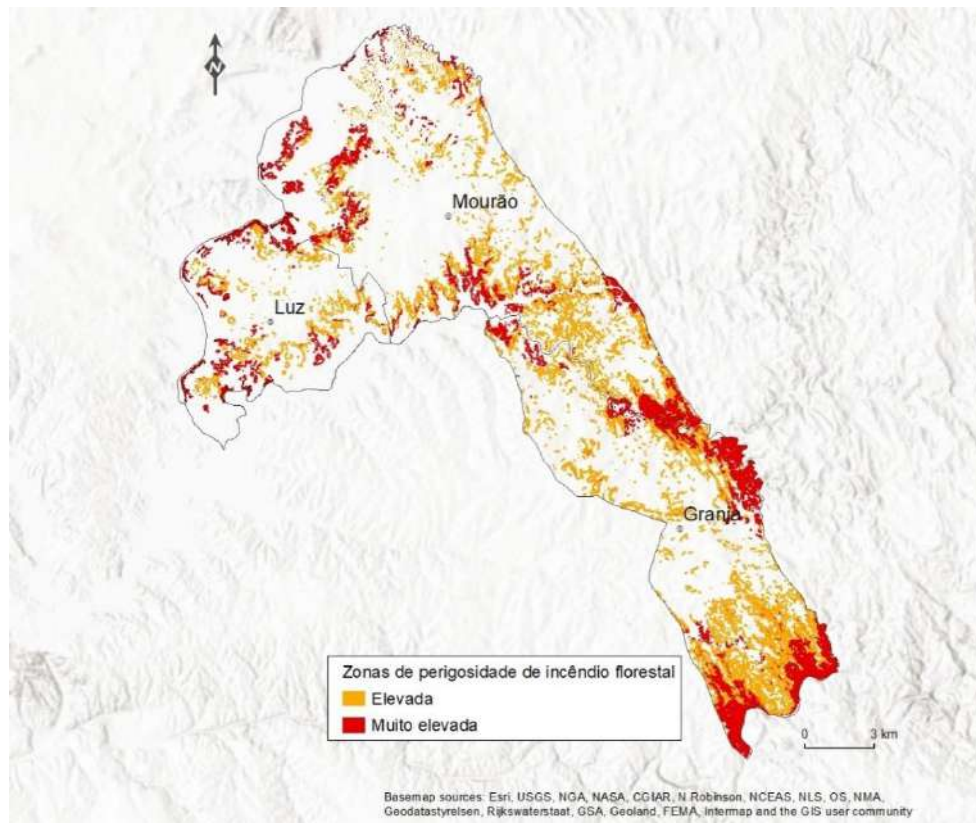 N
Mourão
Luz
Granja
Zonas de perigosidade de incêndio florestal
Elevada
Muito elevada
0 3 km
Basemap sources: Esri, USGS, NGA, NASA, CGIAR, N Robinson, NCEAS, NLS, OS, NMA,
Geodatastyrelsen, Rijkswaterstaat, GSA, Geoland, FEMA, Intermap and the GIS user community